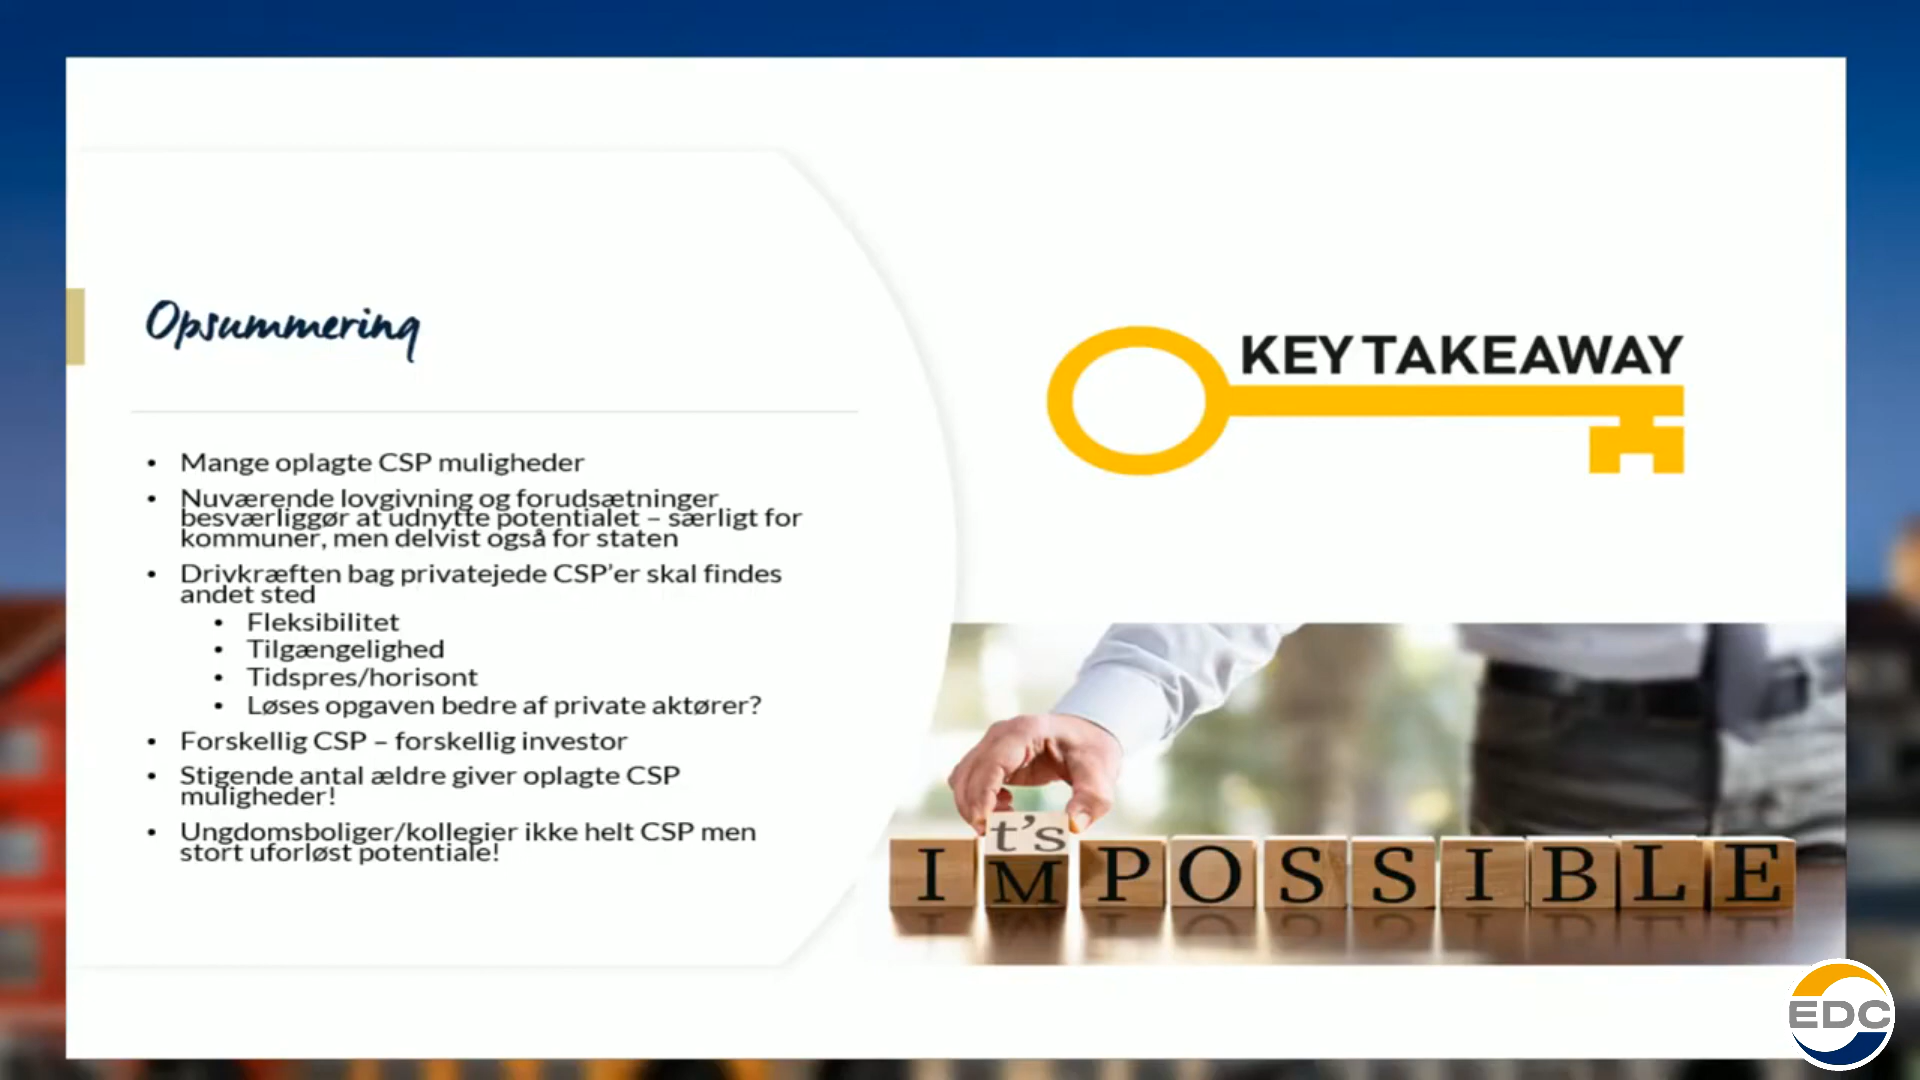 Opsummering
• Mange oplagte CSP muligheder
• Nuværende lovgivning og forudsætninger
besværliggør at udnytte potentialet – særligt for
kommuner, men delvist også for staten
• Drivkræften bag privatejede CSP'er skal findes
andet sted
• Fleksibilitet
• Tilgængelighed
• Tidspres/horisont
• Løses opgaven bedre af private aktører?
• Forskellig CSP – forskellig investor
• Stigende antal ældre giver oplagte CSP
muligheder!
• Ungdomsboliger/kollegier ikke helt CSP men
stort uforløst potentiale!
KEY TAKEAWAY
t's
IMPOSSIBLE
EDC